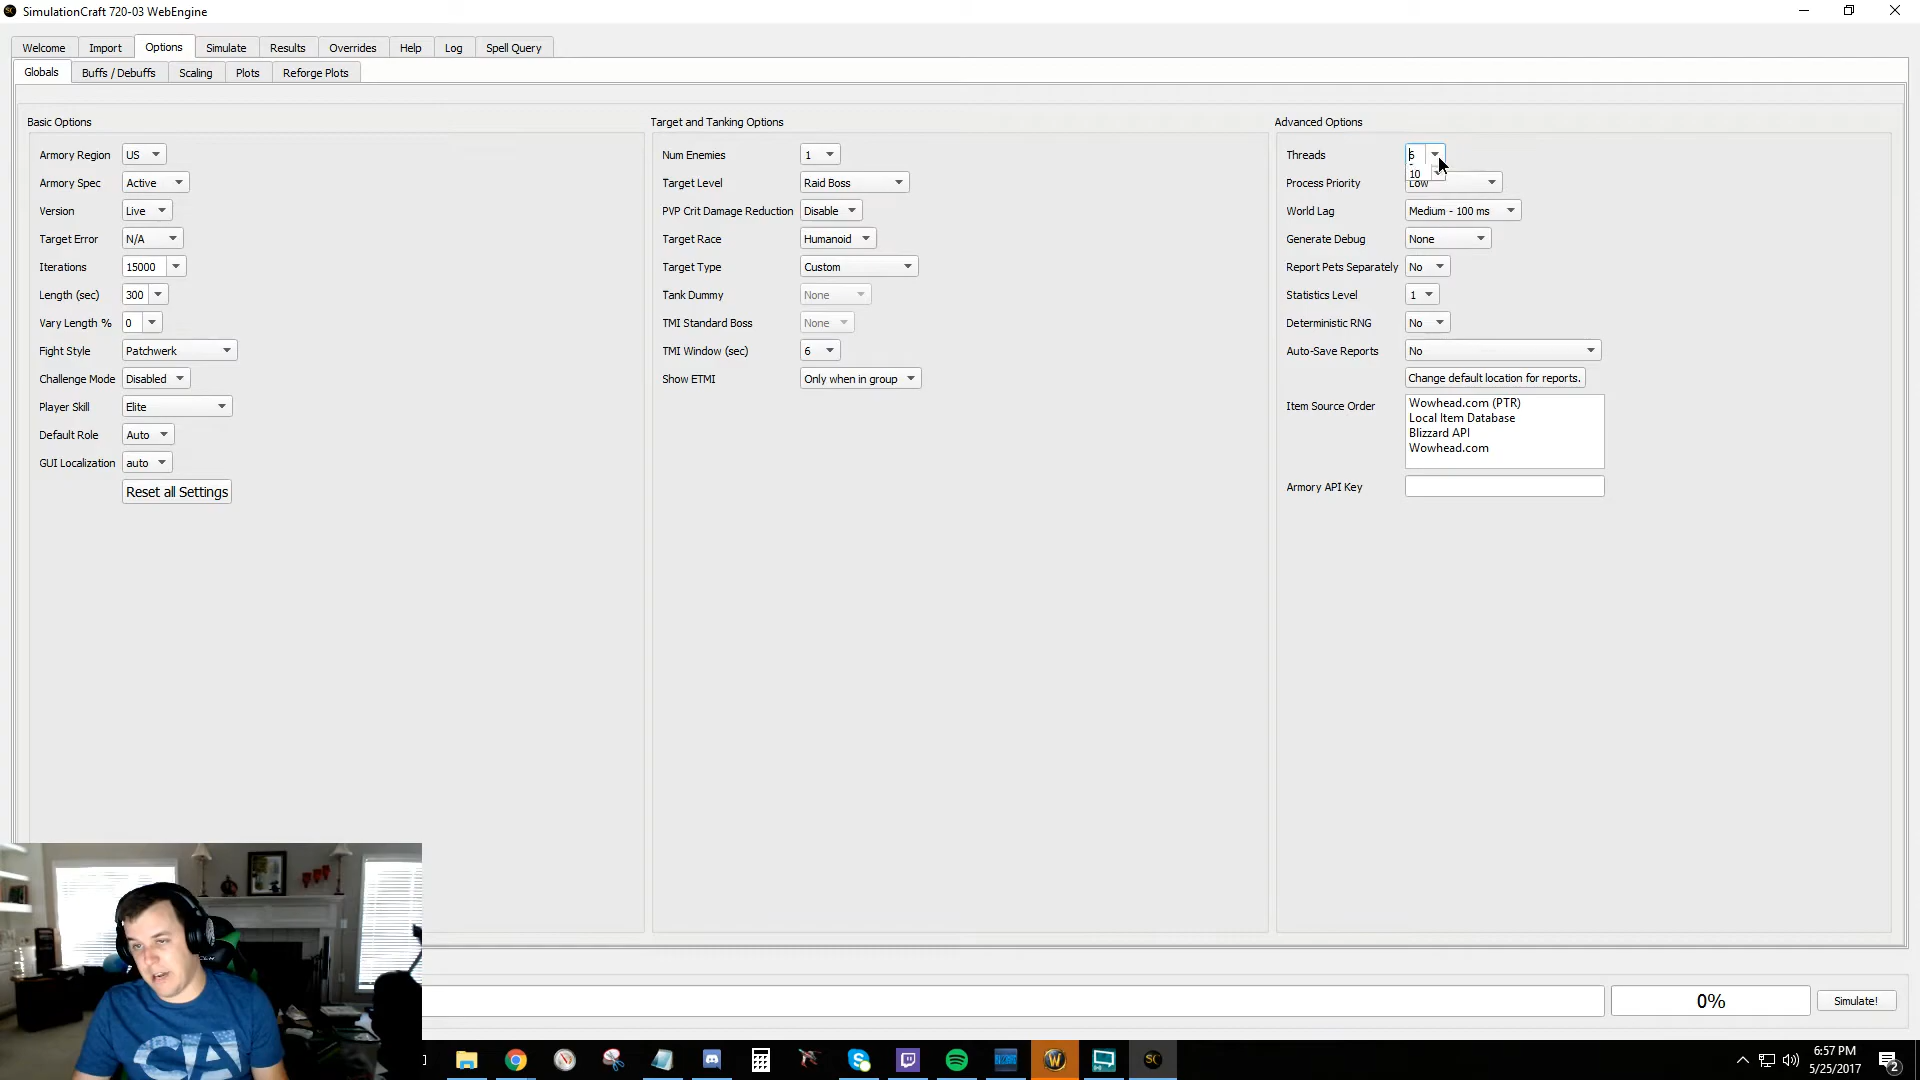 SimulationCraft 720-03 WebEngine
Welcome Import Options Simulate Results Overrides Help Log Spell Query
Globals Buffs / Debuffs Scaling Plots Reforge Plots
Basic Options
Armory Region US
Armory Spec Active
Version Live
Target Error N/A
Iterations 15000
Length (sec) 300
Vary Length % 0
Fight Style Patchwerk
Challenge Mode Disabled
Player Skill Elite
Default Role Auto
GUI Localization auto
Reset all Settings
Target and Tanking Options
Num Enemies 1
Target Level Raid Boss
PVP Crit Damage Reduction Disable
Target Race Humanoid
Target Type Custom
Tank Dummy None
TMI Standard Boss None
TMI Window (sec) 6
Show ETMI Only when in group
Advanced Options
Threads 6
10
Process Priority Low
World Lag Medium - 100 ms
Generate Debug None
Report Pets Separately No
Statistics Level 1
Deterministic RNG No
Auto-Save Reports No
Change default location for reports.
Item Source Order Wowhead.com (PTR)
Local Item Database
Blizzard API
Wowhead.com
Armory API Key
0% Simulate!
CA
SC
6:57 PM
5/25/2017
2